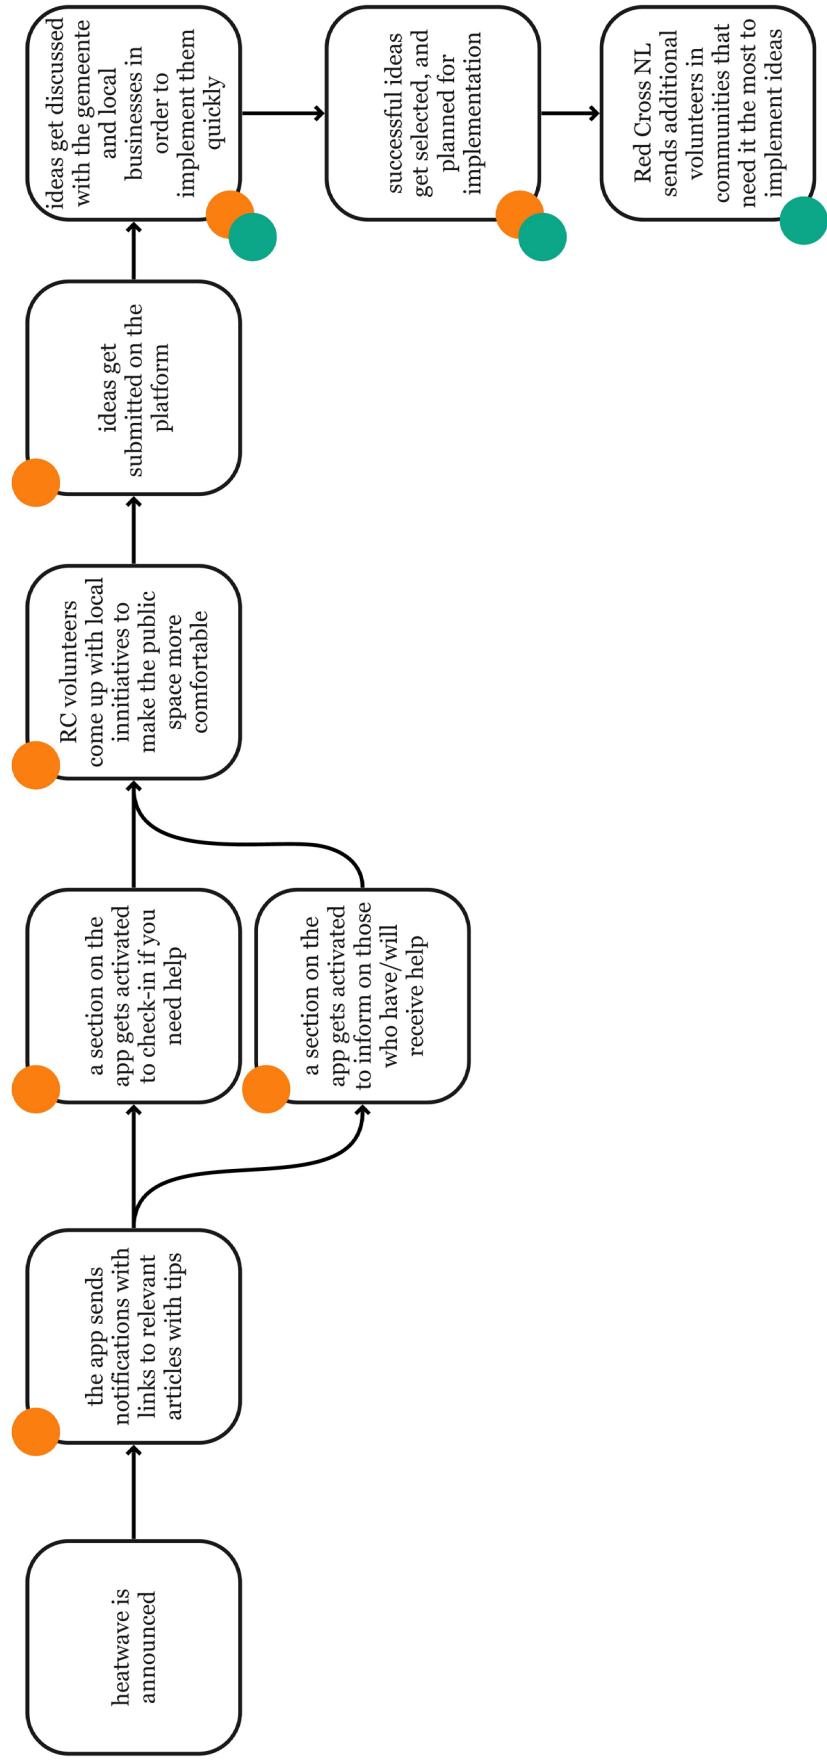 heatwave is
announced
the app sends
notifications with
links to relevant
articles with tips
a section on the
app gets activated
to check-in if you
need help
a section on the
app gets activated
to inform on those
who have/will
receive help
RC volunteers
come up with local
innitiatives to
make the public
space more
comfortable
ideas get
submitted on the
platform
ideas get discussed
with the gemeente
and local
businesses in
order to
implement them
quickly
successful ideas
get selected, and
planned for
implementation
Red Cross NL
sends additional
volunteers in
communities that
need it the most to
implement ideas